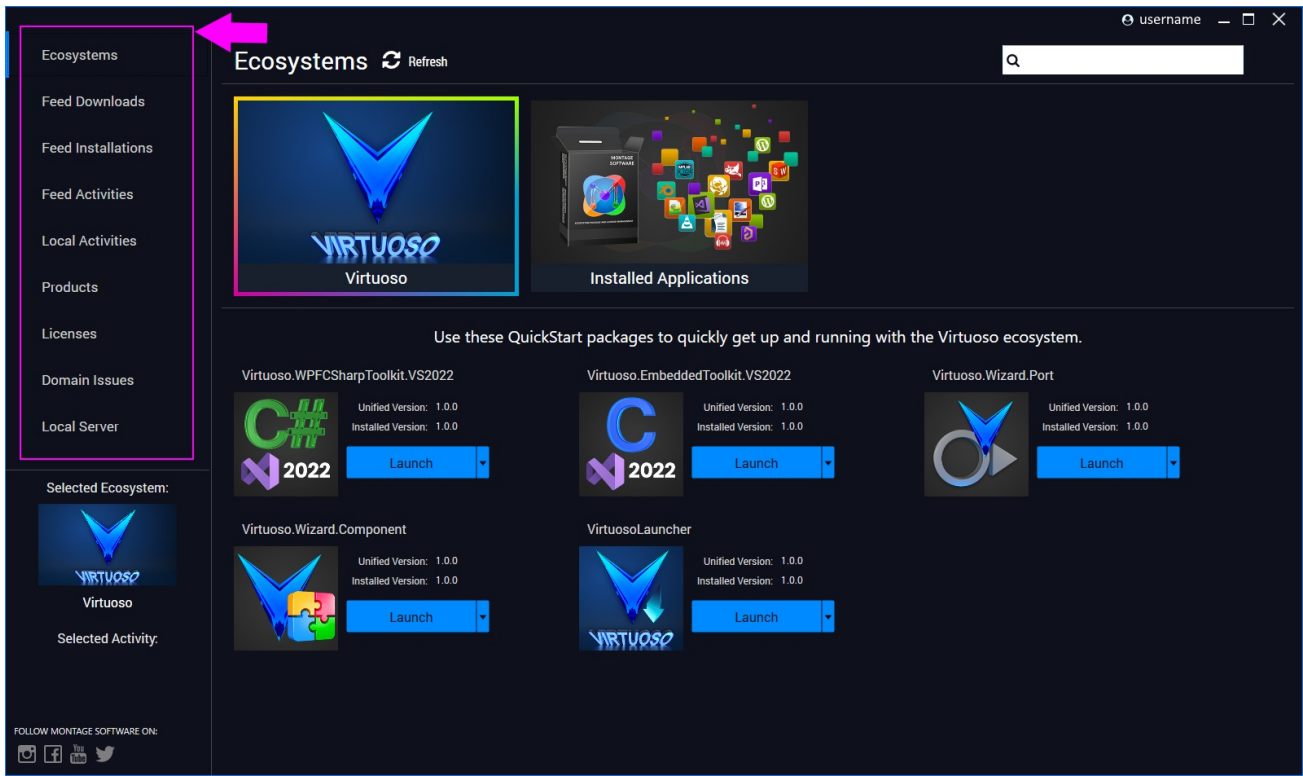 username
Ecosystems
Feed Downloads
Feed Installations
Feed Activities
Local Activities
Products
Licenses
Domain Issues
Local Server
Selected Ecosystem:
VIRTUOSO
Virtuoso
Selected Activity:
FOLLOW MONTAGE SOFTWARE ON:
You
Tube
Ecosystems Refresh
VIRTUOSO
Virtuoso
MONTAGE
SOFTWARE
Installed Applications
Use these QuickStart packages to quickly get up and running with the Virtuoso ecosystem.
Virtuoso.WPFCSharpToolkit.VS2022
C#
2022
Unified Version: 1.0.0
Installed Version: 1.0.0
Launch
Virtuoso.EmbeddedToolkit.VS2022
C
2022
Unified Version: 1.0.0
Installed Version: 1.0.0
Launch
Virtuoso.Wizard.Port
Unified Version: 1.0.0
Installed Version: 1.0.0
Launch
Virtuoso.Wizard.Component
Unified Version: 1.0.0
Installed Version: 1.0.0
Launch
VirtuosoLauncher
VIRTUOSO
Unified Version: 1.0.0
Installed Version: 1.0.0
Launch